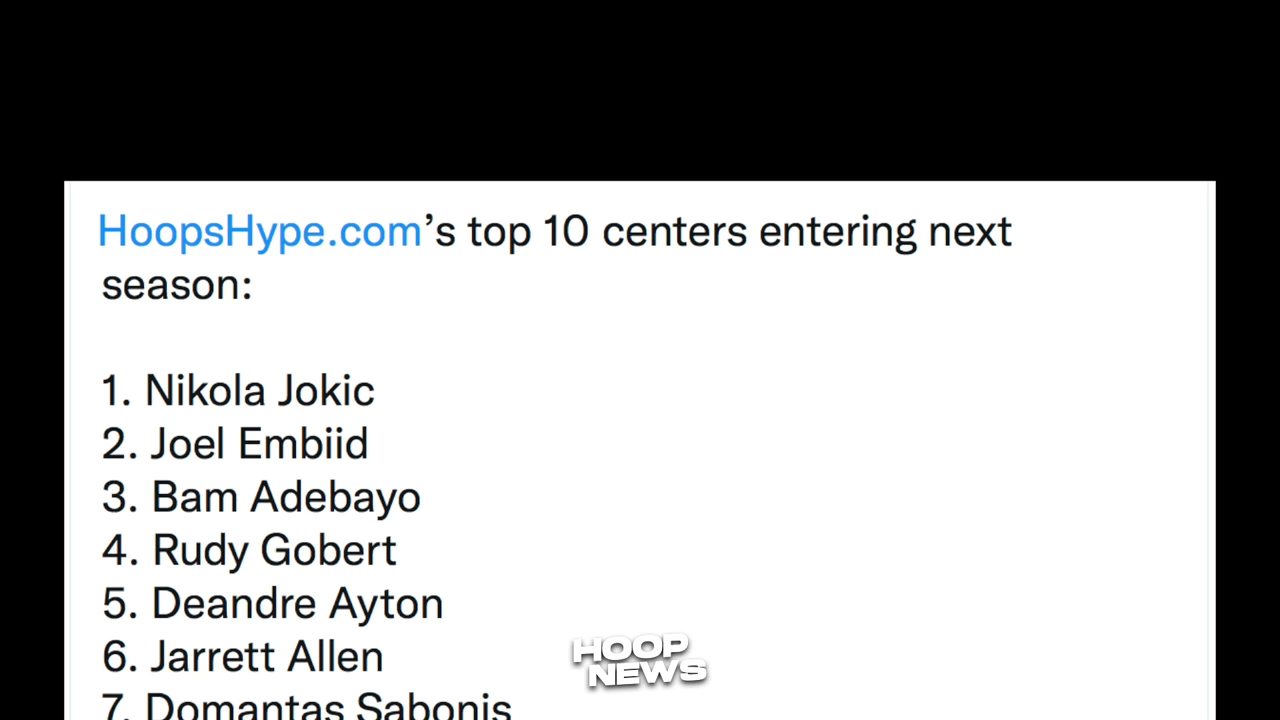 HoopsHype.com’s top 10 centers entering next
season:
1. Nikola Jokic
2. Joel Embiid
3. Bam Adebayo
4. Rudy Gobert
5. Deandre Ayton
6. Jarrett Allen
7. Domantas Sabonis
HOOP
NEWS